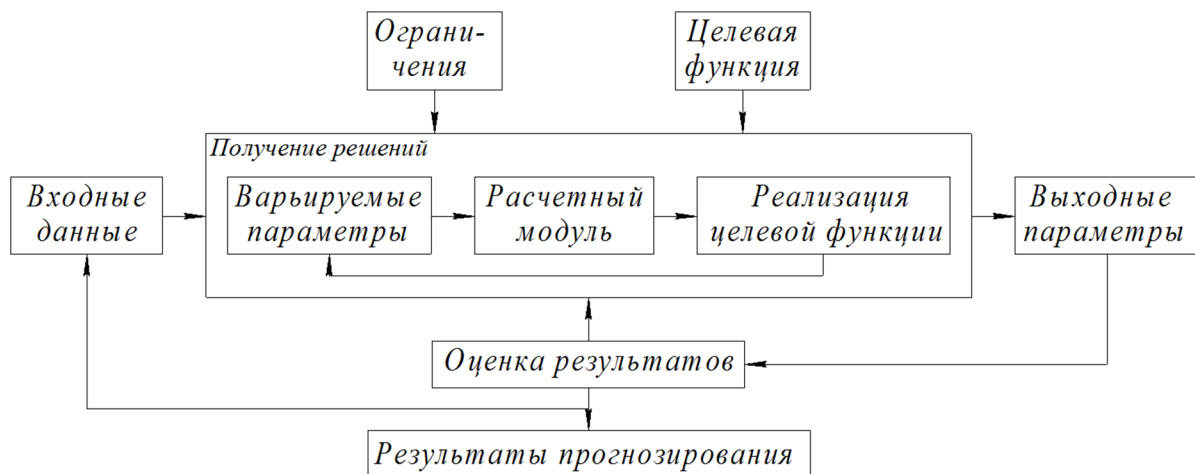 Ограни-
чения
Целевая
функция
Получение решений
Входные
данные
Варьируемые
параметры
Расчетный
модуль
Реализация
целевой функции
Выходные
параметры
Оценка результатов
Результаты прогнозирования